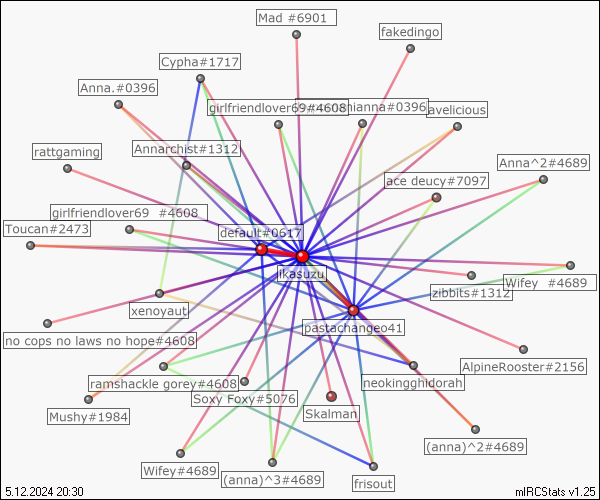 Mad #6901
fakedingo
Cypha#1717
Anna.#0396
girlfriendlover69#4608
hianna#0396
avelicious
rattgaming
Annarchist#1312
Anna^2#4689
ace deucy#7097
girlfriendlover69 #4608
Toucan#2473
default#0617
ikasuzu
zibbits#1312
Wifey #4689
xenoyaut
pastachangeo41
no cops no laws no hope#4608
AlpineRooster#2156
ramshackle gorey#4608
neokingghidorah
Soxy Foxy#5076
Mushy#1984
Skalman
(anna)^2#4689
Wifey#4689
(anna)^3#4689
frisout
5.12.2024 20:30
mIRCStats v1.25